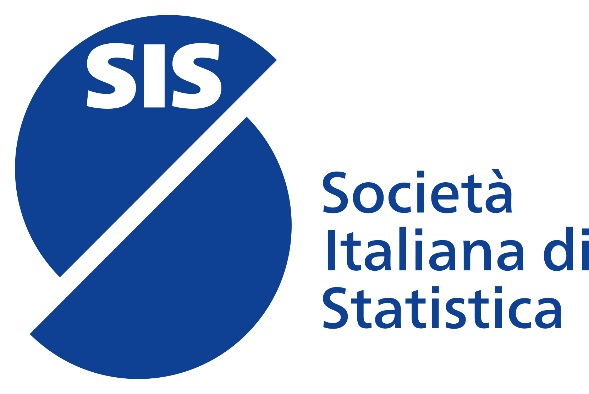 SIS
Società
Italiana di
Statistica